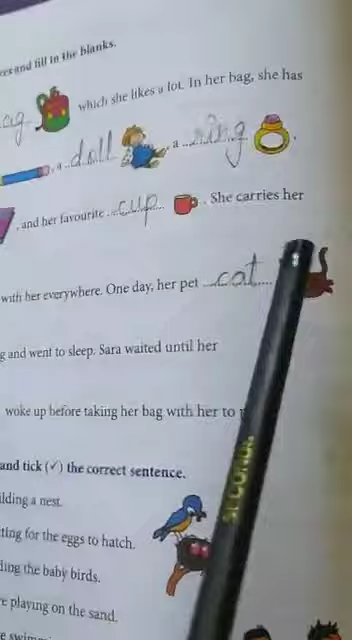 and fill in the blanks.
ag which she likes a lot. In her bag, she has
, a doll , a ring .
, and her favourite cup . She carries her
with her everywhere. One day, her pet cat
g and went to sleep. Sara waited until her
woke up before taking her bag with her to
and tick (✓) the correct sentence.
ilding a nest.
ting for the eggs to hatch.
ding the baby birds.
e playing on the sand.